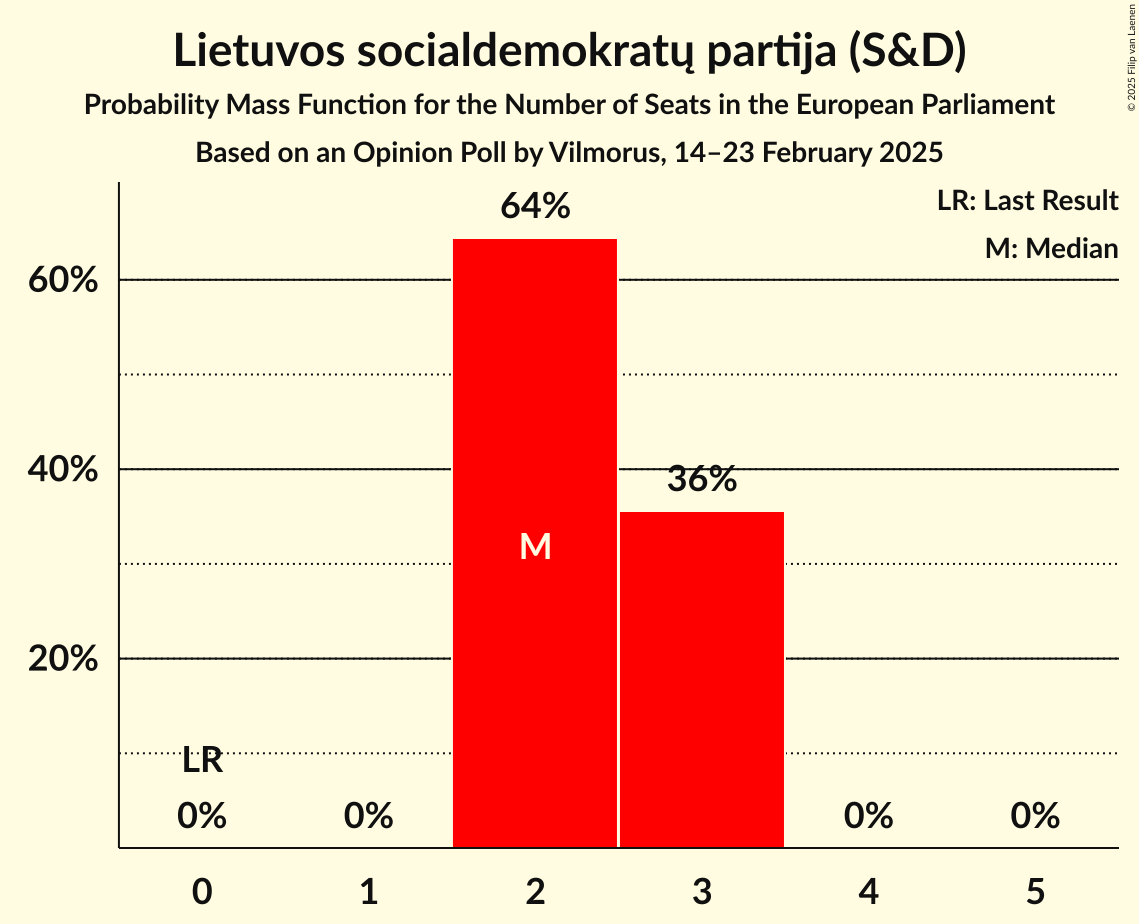 Lietuvos socialdemokratų partija (S&D)
Probability Mass Function for the Number of Seats in the European Parliament
Based on an Opinion Poll by Vilmorus, 14–23 February 2025
© 2025 Filip van Laenen
LR: Last Result
M: Median
64%
60%
40%
36%
M
20%
LR
0% 0% 0% 0%
0 1 2 3 4 5